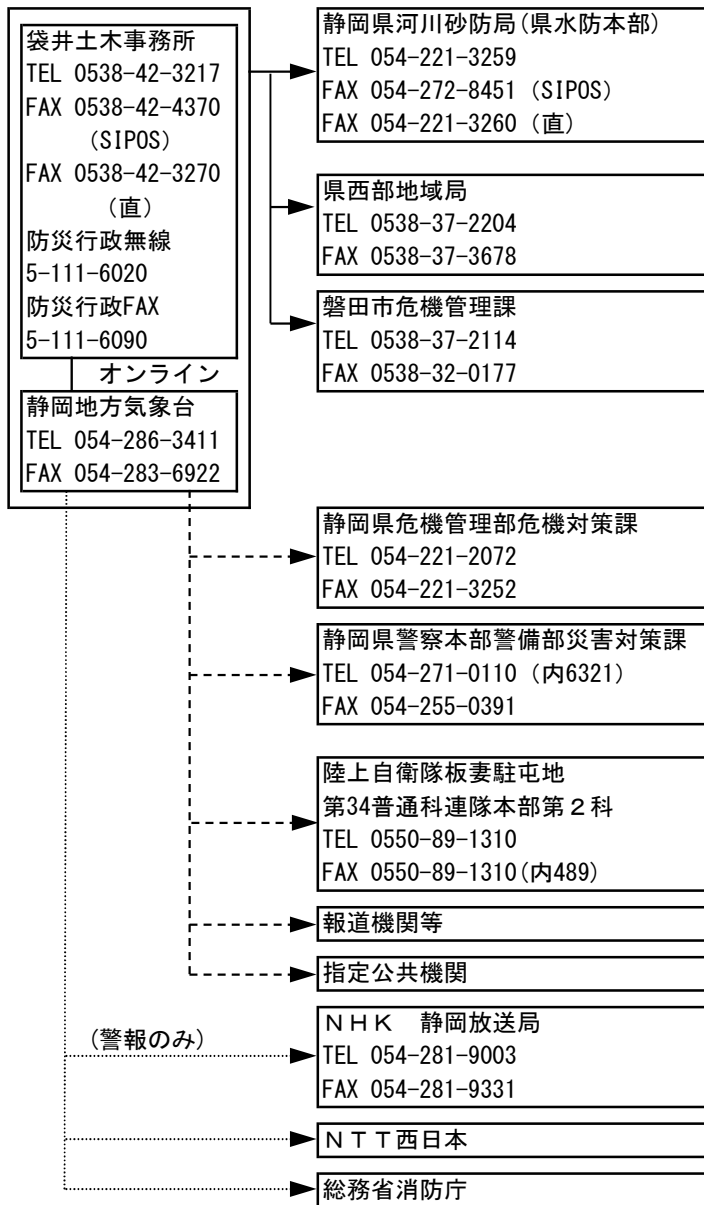 袋井土木事務所
TEL 0538-42-3217
FAX 0538-42-4370
(SIPOS)
FAX 0538-42-3270
(直)
防災行政無線
5-111-6020
防災行政FAX
5-111-6090
オンライン
静岡地方気象台
TEL 054-286-3411
FAX 054-283-6922
静岡県河川砂防局(県水防本部)
TEL 054-221-3259
FAX 054-272-8451 (SIPOS)
FAX 054-221-3260 (直)
県西部地域局
TEL 0538-37-2204
FAX 0538-37-3678
磐田市危機管理課
TEL 0538-37-2114
FAX 0538-32-0177
静岡県危機管理部危機対策課
TEL 054-221-2072
FAX 054-221-3252
静岡県警察本部警備部災害対策課
TEL 054-271-0110 (内6321)
FAX 054-255-0391
陸上自衛隊板妻駐屯地
第34普通科連隊本部第2科
TEL 0550-89-1310
FAX 0550-89-1310(内489)
報道機関等
指定公共機関
(警報のみ)
NHK 静岡放送局
TEL 054-281-9003
FAX 054-281-9331
NTT西日本
総務省消防庁